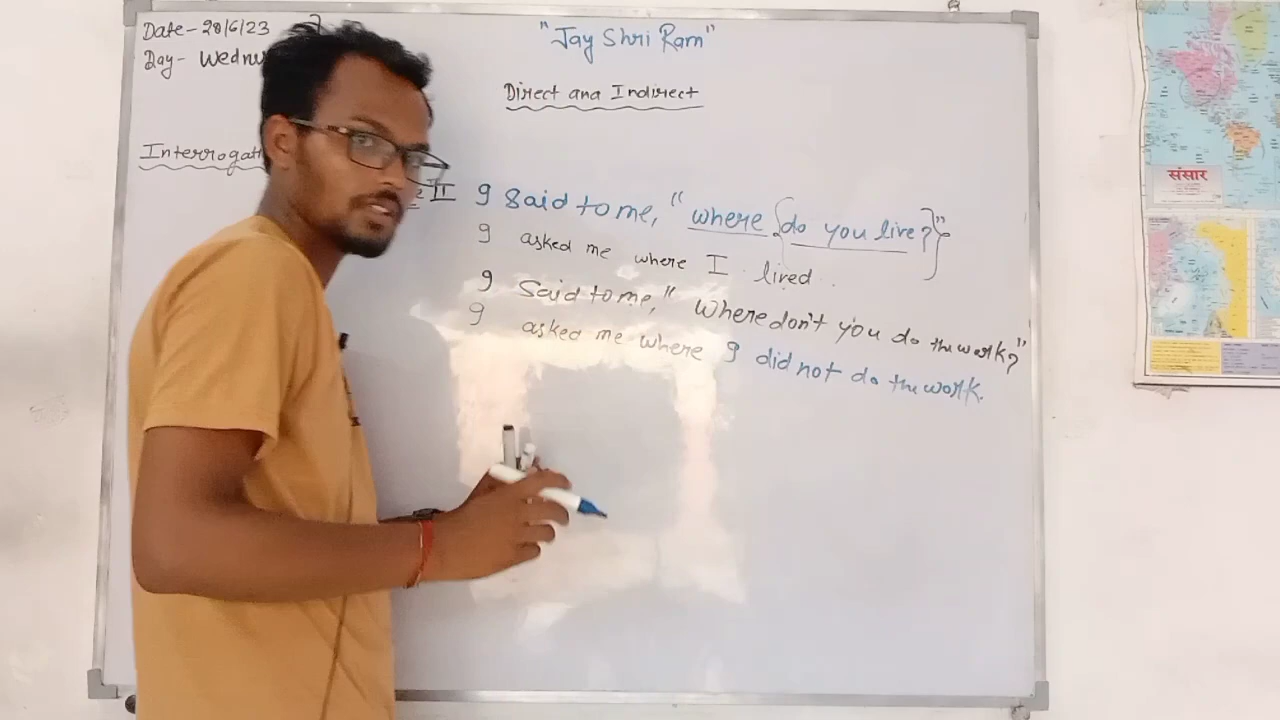 Date- 28/6/23
"Jay Shri Ram"
Day- Wedn
Direct and Indirect
Interrogati
II I said to me, "where do you live?"
I asked me where I lived.
I said to me, "Where don't you do the work?"
I asked me where I did not do the work.
संसार